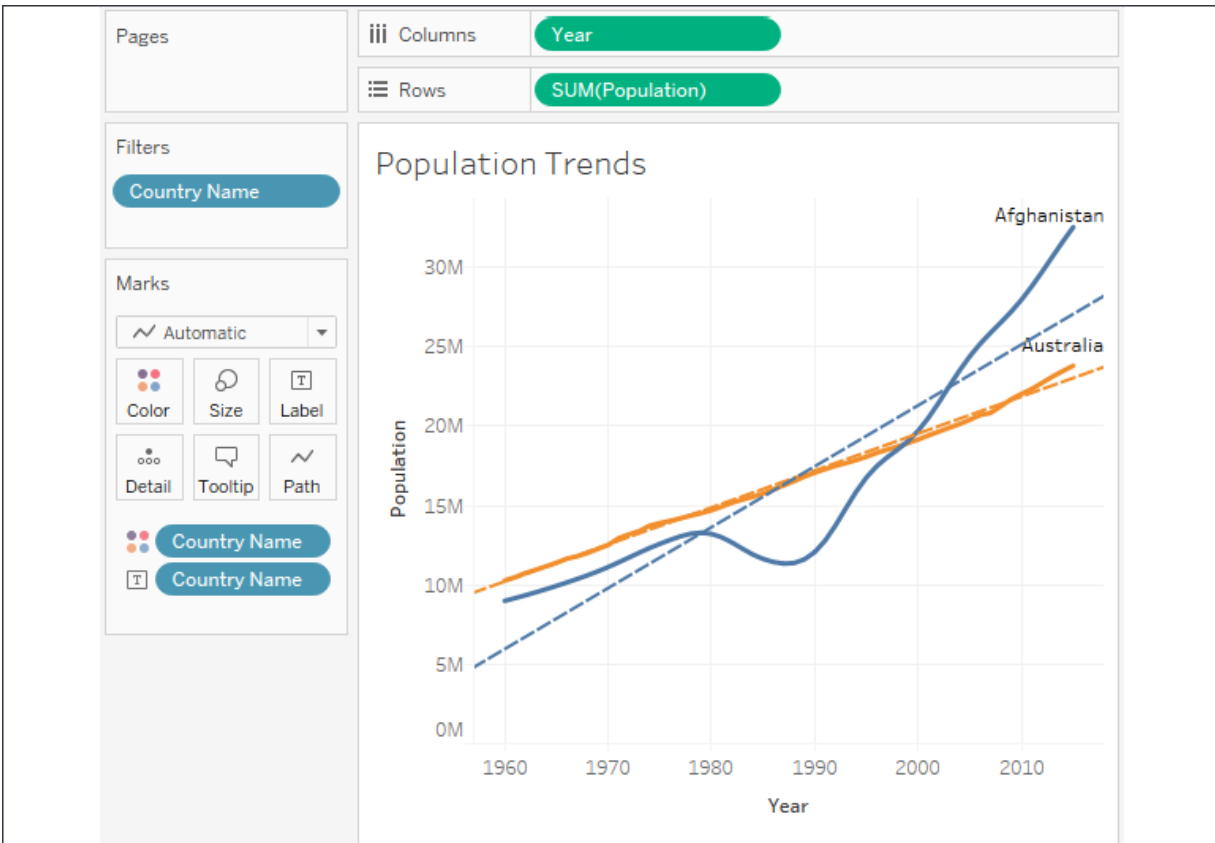 Pages
Columns
Year
Rows
SUM(Population)
Filters
Country Name
Marks
Automatic
Color
Size
T
Label
Detail
Tooltip
Path
Country Name
T
Country Name
Population Trends
Afghanistan
Australia
30M
25M
20M
15M
10M
5M
0M
Population
1960
1970
1980
1990
2000
2010
Year